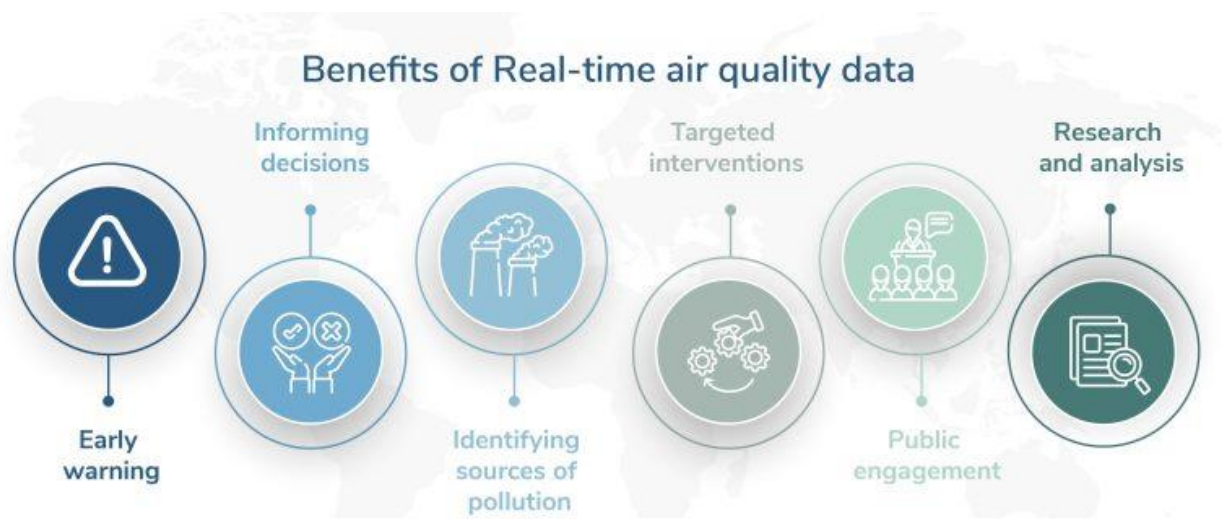 Benefits of Real-time air quality data
Early
warning
Informing
decisions
Identifying
sources of
pollution
Targeted
interventions
Public
engagement
Research
and analysis